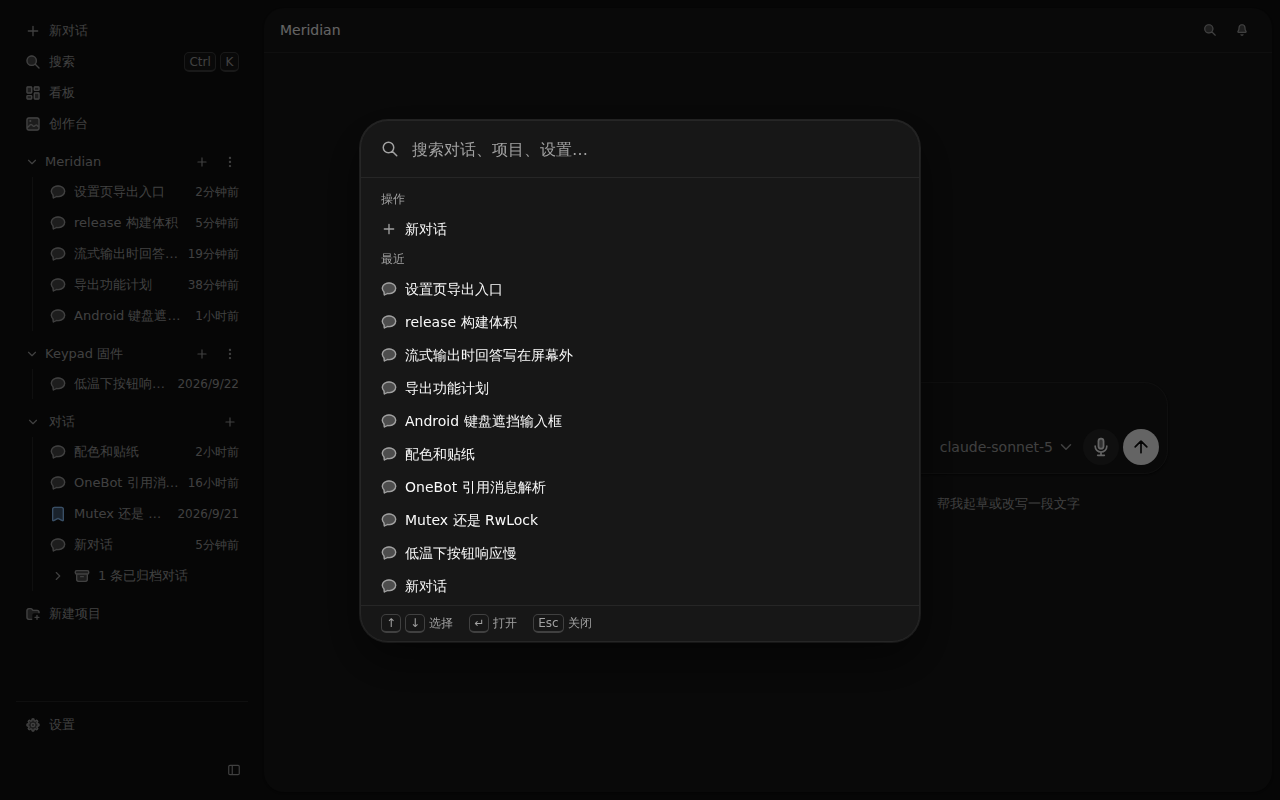 新对话
搜索 Ctrl K
看板
创作台
Meridian
设置页导出入口 2分钟前
release 构建体积 5分钟前
流式输出时回答… 19分钟前
导出功能计划 38分钟前
Android 键盘遮… 1小时前
Keypad 固件
低温下按钮响… 2026/9/22
对话
配色和贴纸 2小时前
OneBot 引用消… 16小时前
Mutex 还是 … 2026/9/21
新对话 5分钟前
1 条已归档对话
新建项目
设置
Meridian
搜索对话、项目、设置…
操作
新对话
最近
设置页导出入口
release 构建体积
流式输出时回答写在屏幕外
导出功能计划
Android 键盘遮挡输入框
配色和贴纸
OneBot 引用消息解析
Mutex 还是 RwLock
低温下按钮响应慢
新对话
↑ ↓ 选择 ↵ 打开 Esc 关闭
claude-sonnet-5
帮我起草或改写一段文字